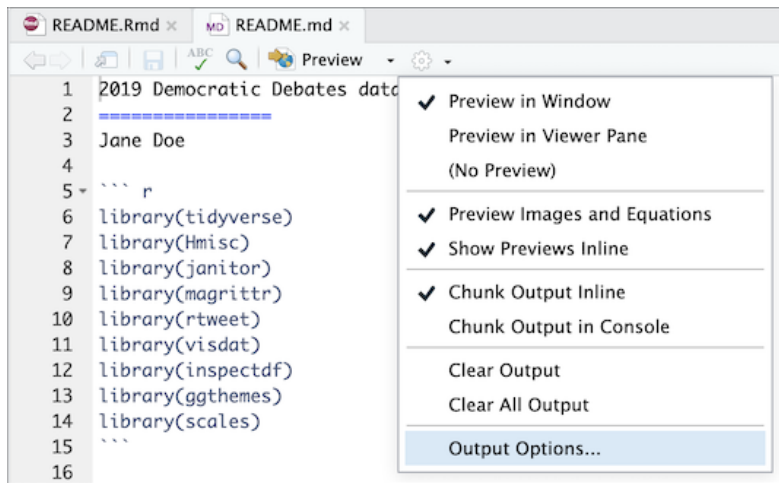 README.Rmd × README.md ×
ABC Preview
1 2019 Democratic Debates data
2 ================
3 Jane Doe
4
5 ``` r
6 library(tidyverse)
7 library(Hmisc)
8 library(janitor)
9 library(magrittr)
10 library(rtweet)
11 library(visdat)
12 library(inspectdf)
13 library(ggthemes)
14 library(scales)
15 ```
16
Preview in Window
Preview in Viewer Pane
(No Preview)
Preview Images and Equations
Show Previews Inline
Chunk Output Inline
Chunk Output in Console
Clear Output
Clear All Output
Output Options...